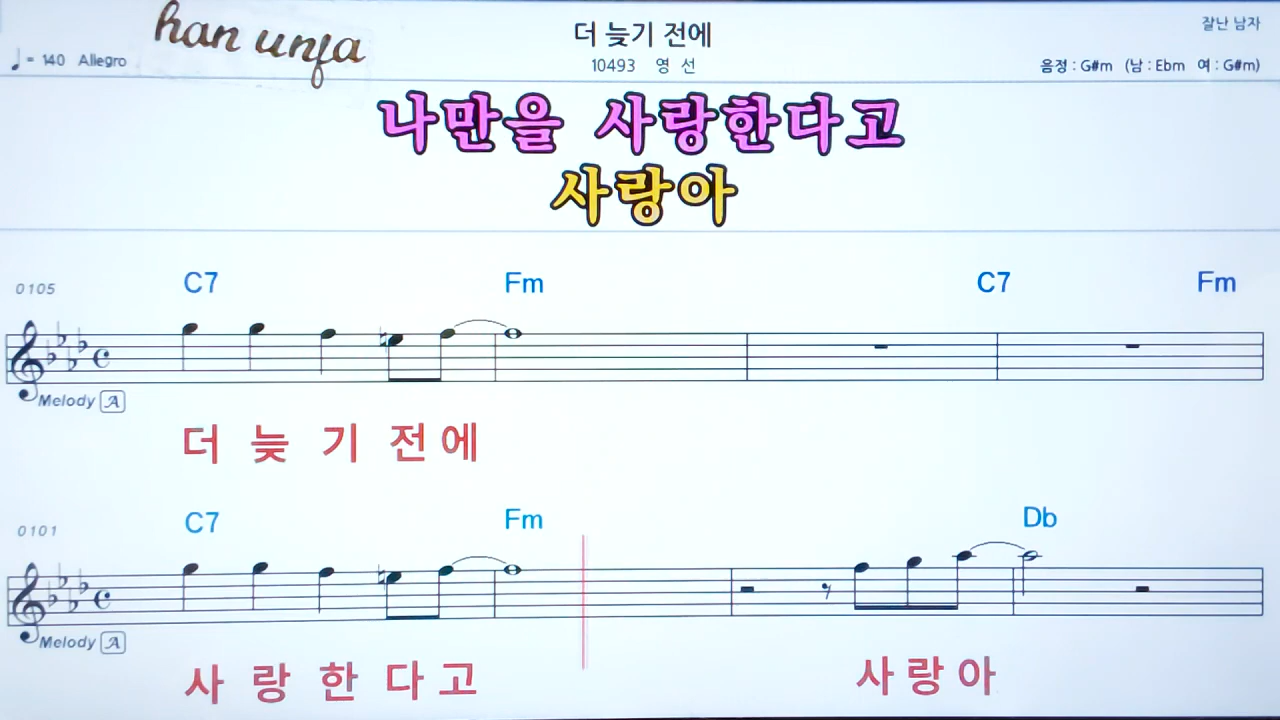 han unfa
더 늦기 전에
잘난 남자
♩= 140 Allegro
10493 영 선
음정 : G#m (남 : Ebm 여 : G#m)
나만을 사랑한다고
사랑아
0105 C7 Fm C7 Fm
Melody A
더 늦 기 전 에
0101 C7 Fm Db
Melody A
사 랑 한 다 고 사 랑 아